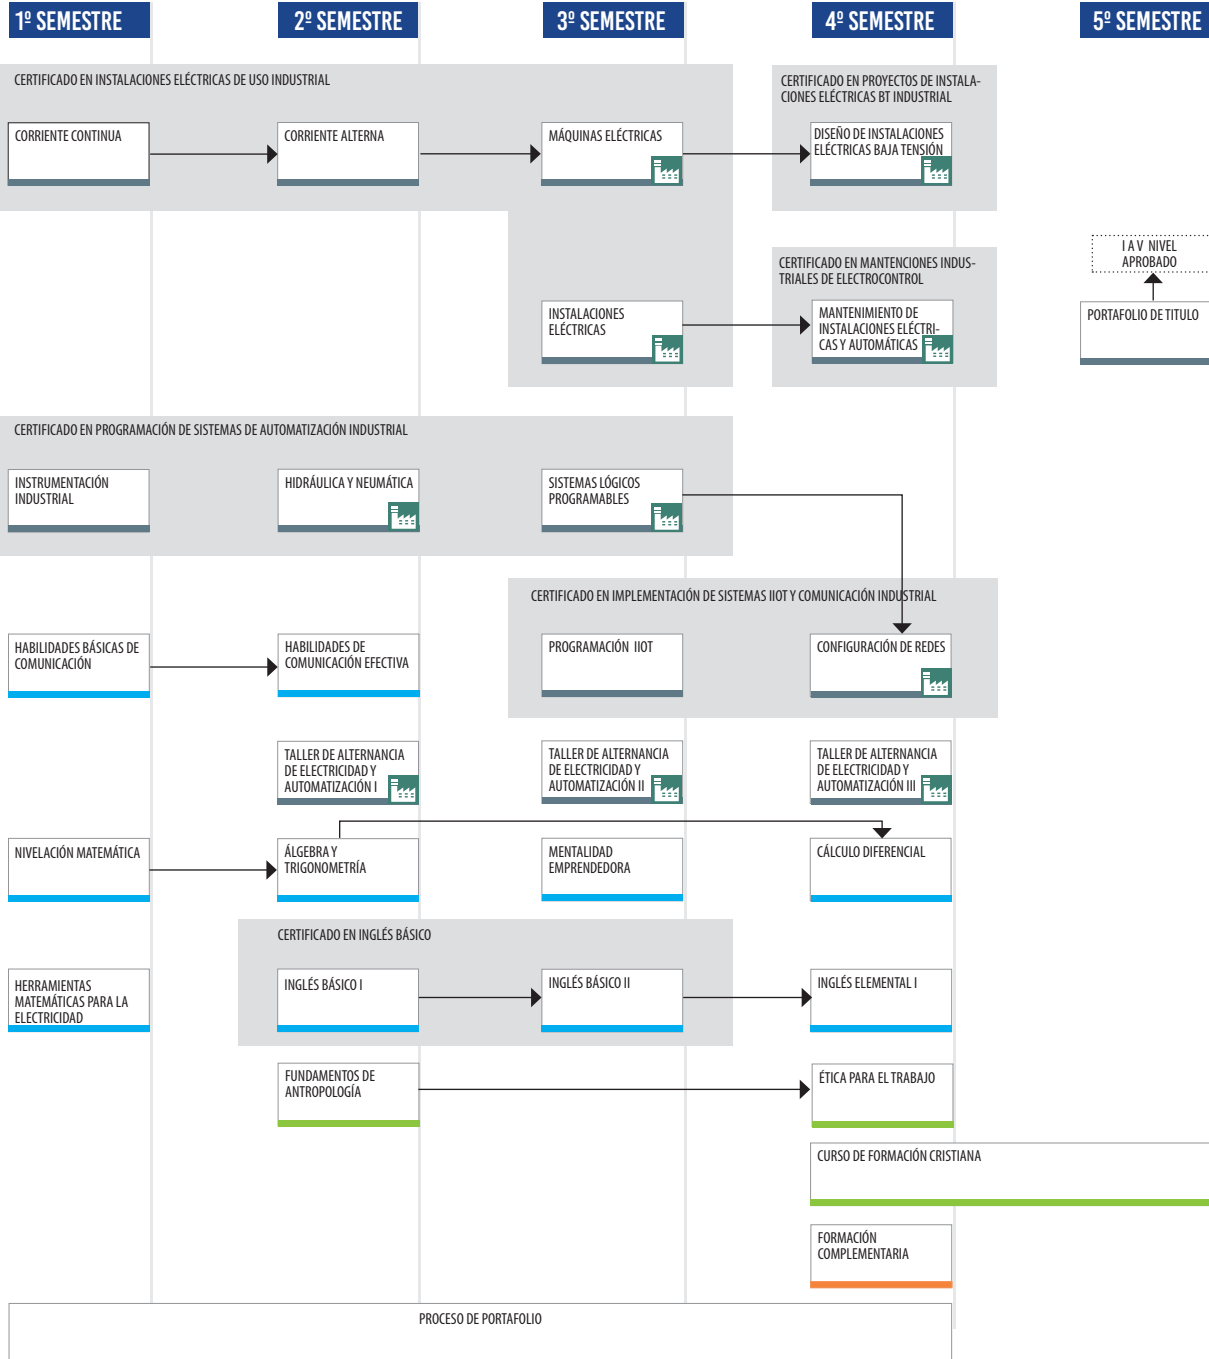 1º SEMESTRE
2º SEMESTRE
3º SEMESTRE
4º SEMESTRE
5º SEMESTRE
CERTIFICADO EN INSTALACIONES ELÉCTRICAS DE USO INDUSTRIAL
CERTIFICADO EN PROYECTOS DE INSTALA-
CIONES ELÉCTRICAS BT INDUSTRIAL
CORRIENTE CONTINUA
CORRIENTE ALTERNA
MÁQUINAS ELÉCTRICAS
DISEÑO DE INSTALACIONES
ELÉCTRICAS BAJA TENSIÓN
I A V NIVEL
APROBADO
CERTIFICADO EN MANTENCIONES INDUS-
TRIALES DE ELECTROCONTROL
INSTALACIONES
ELÉCTRICAS
MANTENIMIENTO DE
INSTALACIONES ELÉCTRI-
CAS Y AUTOMÁTICAS
PORTAFOLIO DE TITULO
CERTIFICADO EN PROGRAMACIÓN DE SISTEMAS DE AUTOMATIZACIÓN INDUSTRIAL
INSTRUMENTACIÓN
INDUSTRIAL
HIDRÁULICA Y NEUMÁTICA
SISTEMAS LÓGICOS
PROGRAMABLES
CERTIFICADO EN IMPLEMENTACIÓN DE SISTEMAS IIOT Y COMUNICACIÓN INDUSTRIAL
HABILIDADES BÁSICAS DE
COMUNICACIÓN
HABILIDADES DE
COMUNICACIÓN EFECTIVA
PROGRAMACIÓN IIOT
CONFIGURACIÓN DE REDES
TALLER DE ALTERNANCIA
DE ELECTRICIDAD Y
AUTOMATIZACIÓN I
TALLER DE ALTERNANCIA
DE ELECTRICIDAD Y
AUTOMATIZACIÓN II
TALLER DE ALTERNANCIA
DE ELECTRICIDAD Y
AUTOMATIZACIÓN III
NIVELACIÓN MATEMÁTICA
ÁLGEBRA Y
TRIGONOMETRÍA
MENTALIDAD
EMPRENDEDORA
CÁLCULO DIFERENCIAL
CERTIFICADO EN INGLÉS BÁSICO
HERRAMIENTAS
MATEMÁTICAS PARA LA
ELECTRICIDAD
INGLÉS BÁSICO I
INGLÉS BÁSICO II
INGLÉS ELEMENTAL I
FUNDAMENTOS DE
ANTROPOLOGÍA
ÉTICA PARA EL TRABAJO
CURSO DE FORMACIÓN CRISTIANA
FORMACIÓN
COMPLEMENTARIA
PROCESO DE PORTAFOLIO